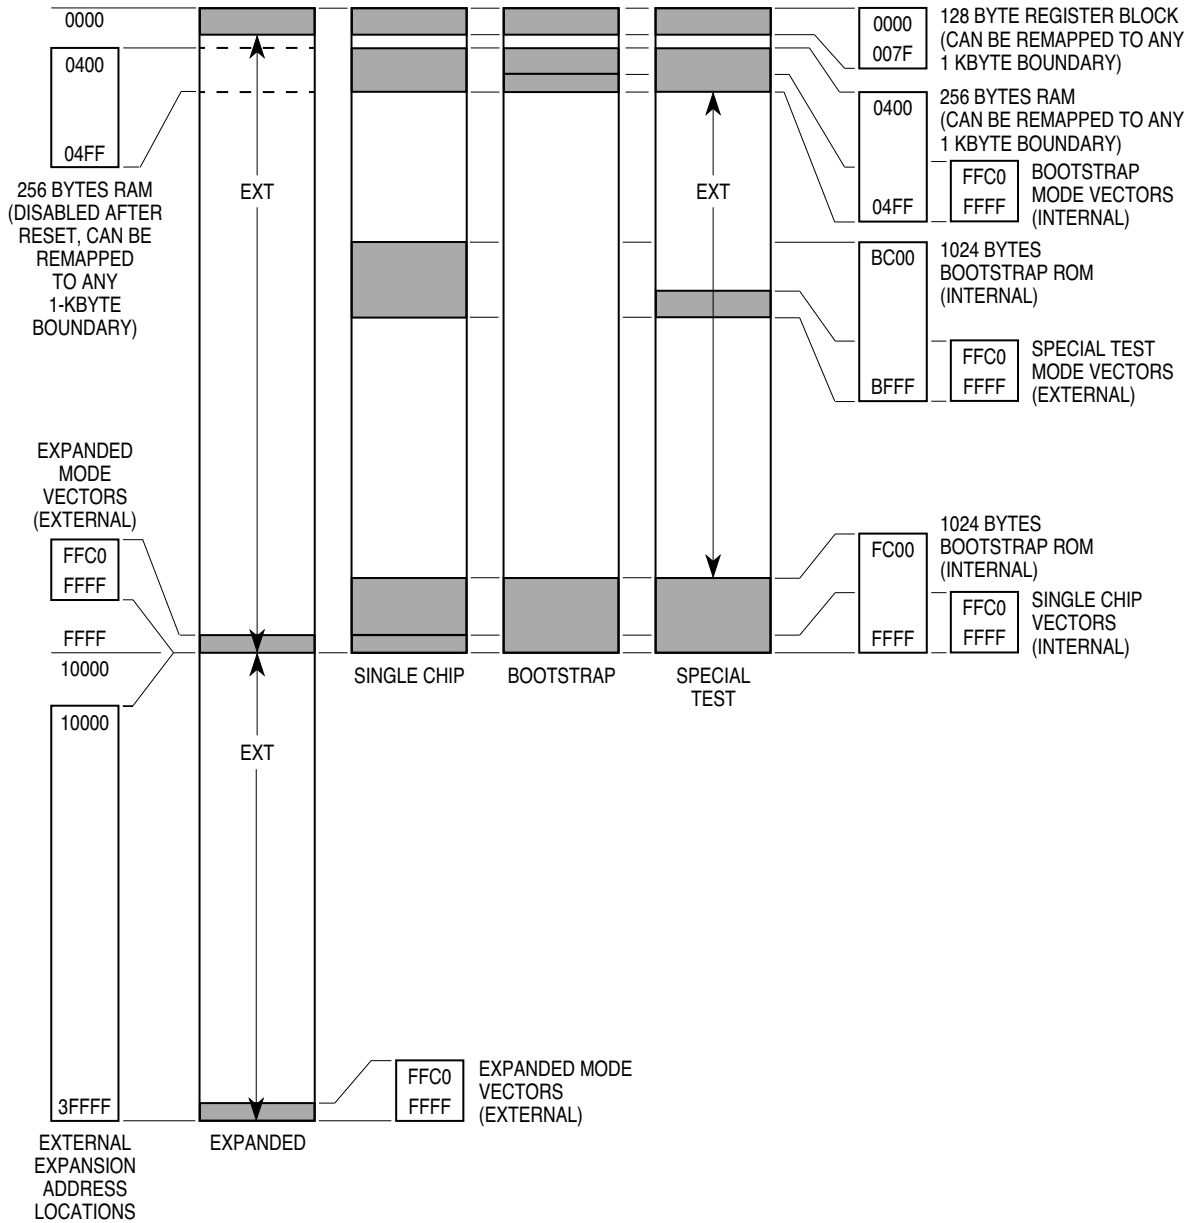 0000
0400
04FF
256 BYTES RAM
(DISABLED AFTER
RESET, CAN BE
REMAPPED
TO ANY
1-KBYTE
BOUNDARY)
EXPANDED
MODE
VECTORS
(EXTERNAL)
FFC0
FFFF
FFFF
10000
10000
3FFFF
EXTERNAL
EXPANSION
ADDRESS
LOCATIONS
EXT
EXT
EXPANDED
FFC0
FFFF
EXPANDED MODE
VECTORS
(EXTERNAL)
SINGLE CHIP
BOOTSTRAP
EXT
SPECIAL
TEST
0000
007F
128 BYTE REGISTER BLOCK
(CAN BE REMAPPED TO ANY
1 KBYTE BOUNDARY)
0400
04FF
256 BYTES RAM
(CAN BE REMAPPED TO ANY
1 KBYTE BOUNDARY)
FFC0
FFFF
BOOTSTRAP
MODE VECTORS
(INTERNAL)
BC00
BFFF
1024 BYTES
BOOTSTRAP ROM
(INTERNAL)
FFC0
FFFF
SPECIAL TEST
MODE VECTORS
(EXTERNAL)
FC00
FFFF
1024 BYTES
BOOTSTRAP ROM
(INTERNAL)
FFC0
FFFF
SINGLE CHIP
VECTORS
(INTERNAL)